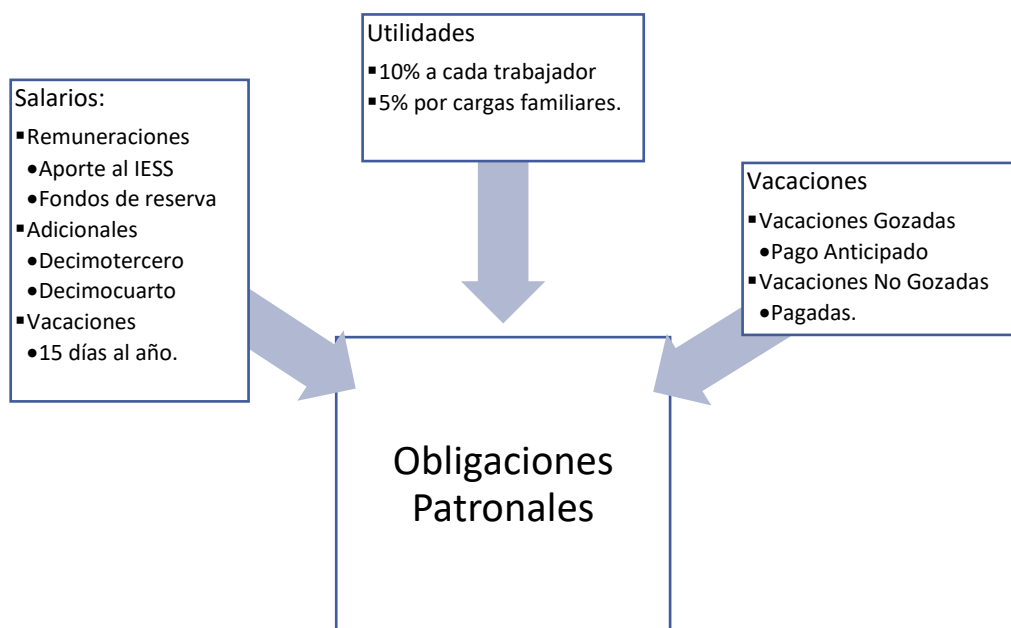 Utilidades
▪10% a cada trabajador
▪5% por cargas familiares.
Salarios:
▪Remuneraciones
•Aporte al IESS
•Fondos de reserva
▪Adicionales
•Decimotercero
•Decimocuarto
▪Vacaciones
•15 días al año.
Vacaciones
▪Vacaciones Gozadas
•Pago Anticipado
▪Vacaciones No Gozadas
•Pagadas.
Obligaciones
Patronales